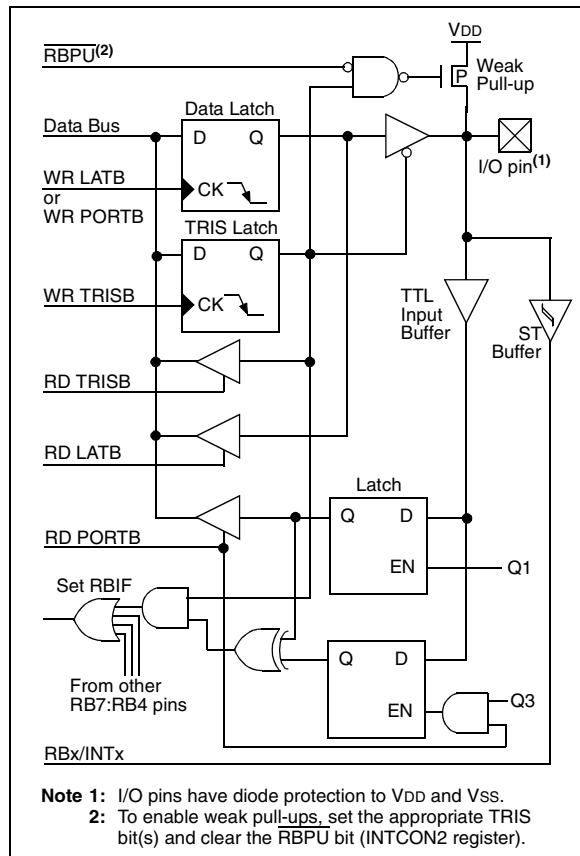 VDD
RBPU(2)
Weak
Pull-up
P
Data Latch
Data Bus
D Q
I/O pin(1)
WR LATB
or
WR PORTB
CK
TRIS Latch
D Q
TTL
Input
Buffer
ST
Buffer
WR TRISB
CK
RD TRISB
RD LATB
Latch
Q D
RD PORTB
EN
Q1
Set RBIF
Q D
From other
RB7:RB4 pins
EN
Q3
RBx/INTx
Note 1: I/O pins have diode protection to VDD and VSS.
2: To enable weak pull-ups, set the appropriate TRIS
bit(s) and clear the RBPU bit (INTCON2 register).